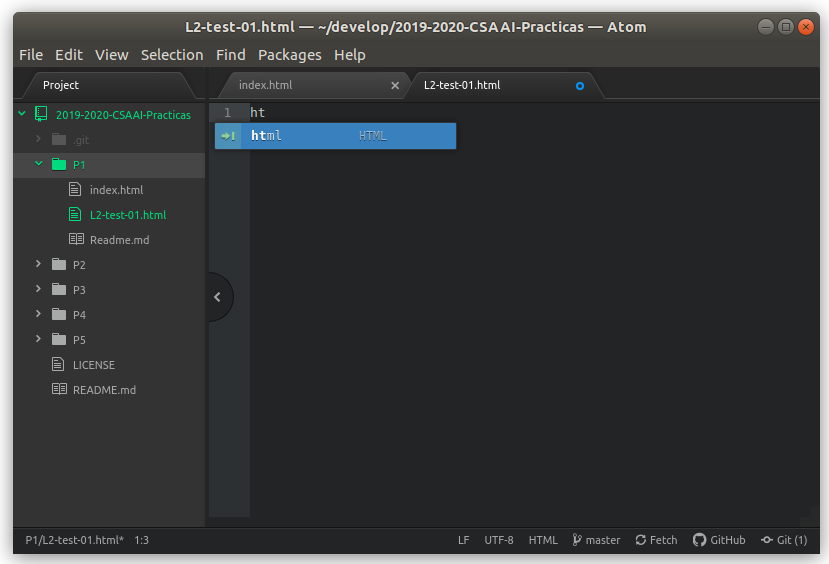 L2-test-01.html — ~/develop/2019-2020-CSAAI-Practicas — Atom
File Edit View Selection Find Packages Help
Project
index.html
L2-test-01.html
2019-2020-CSAAI-Practicas
.git
P1
index.html
L2-test-01.html
Readme.md
P2
P3
P4
P5
LICENSE
README.md
1 ht
html HTML
P1/L2-test-01.html* 1:3 LF UTF-8 HTML master Fetch GitHub Git (1)